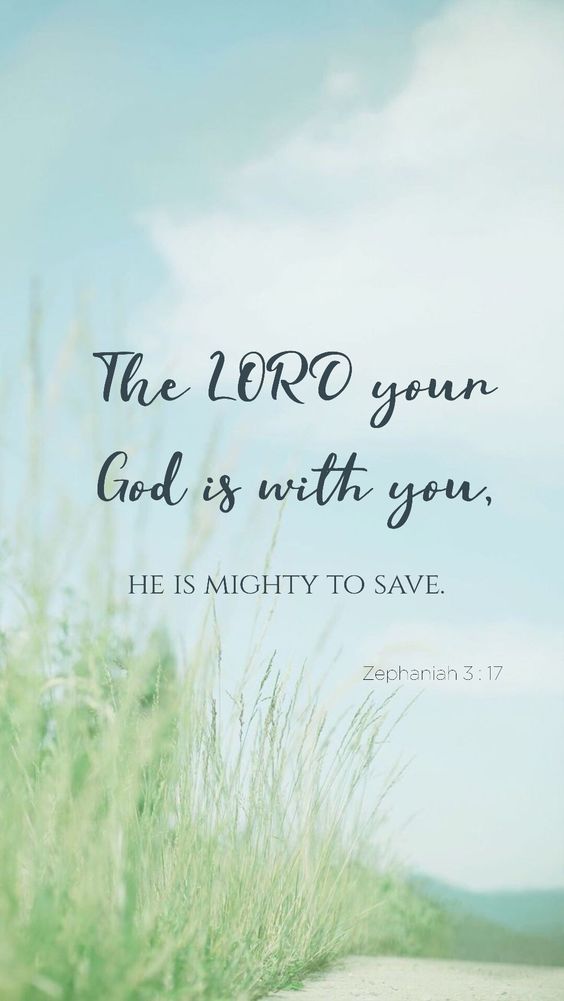 The LORD your
God is with you,
HE IS MIGHTY TO SAVE.
Zephaniah 3 : 17